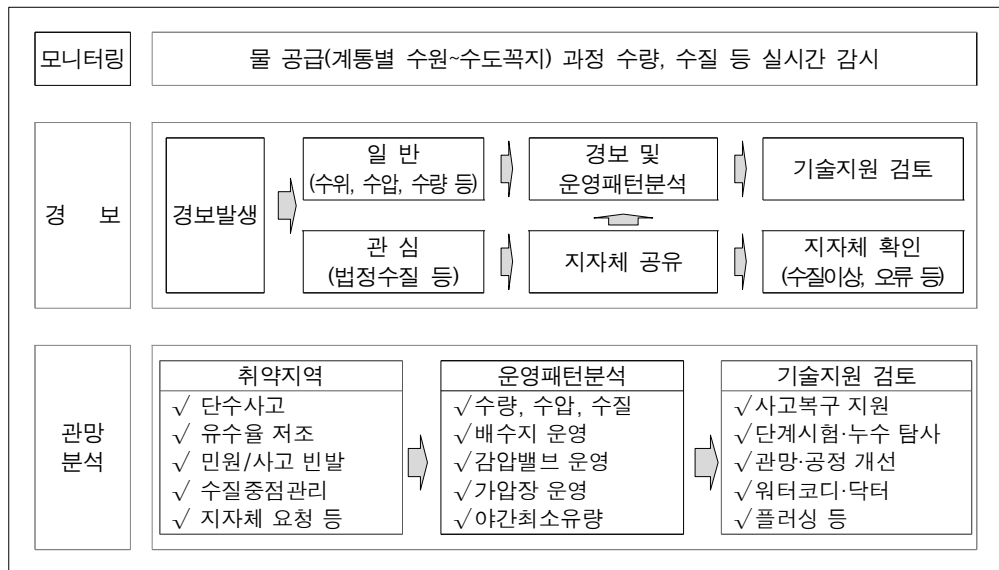 모니터링
물 공급(계통별 수원~수도꼭지) 과정 수량, 수질 등 실시간 감시
경 보
경보발생
일 반
(수위, 수압, 수량 등)
경보 및
운영패턴분석
기술지원 검토
관 심
(법정수질 등)
지자체 공유
지자체 확인
(수질이상, 오류 등)
관망
분석
취약지역
√ 단수사고
√ 유수율 저조
√ 민원/사고 빈발
√ 수질중점관리
√ 지자체 요청 등
운영패턴분석
√ 수량, 수압, 수질
√ 배수지 운영
√ 감압밸브 운영
√ 가압장 운영
√ 야간최소유량
기술지원 검토
√ 사고복구 지원
√ 단계시험·누수 탐사
√ 관망·공정 개선
√ 워터코디·닥터
√ 플러싱 등